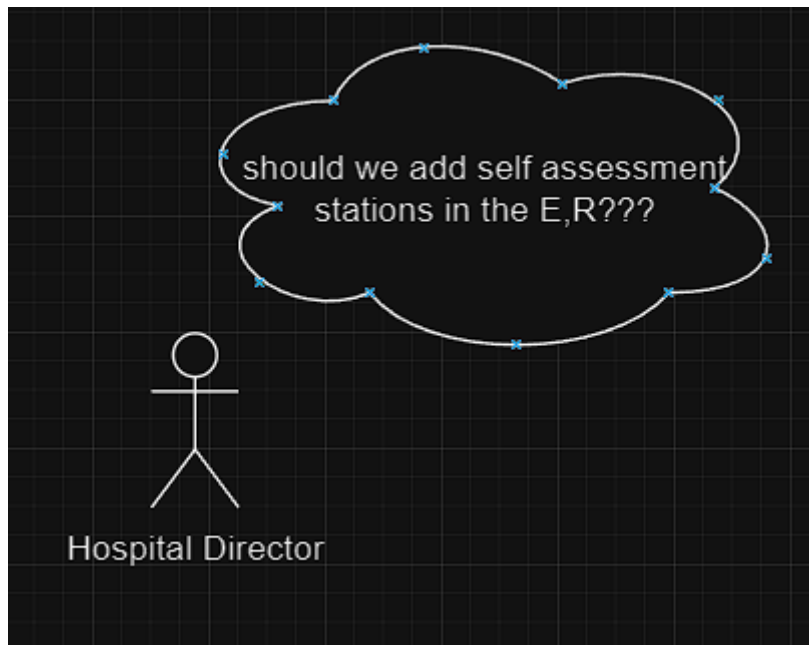 should we add self assessment
stations in the E,R???
Hospital Director